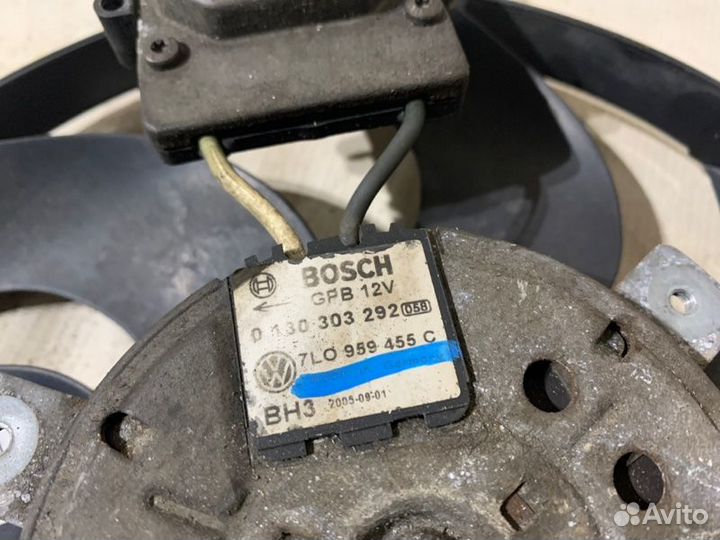 BOSCH
GPB 12V
0 130 303 292 058
7L0 959 455 C
BH3 2005-09-01
Avito